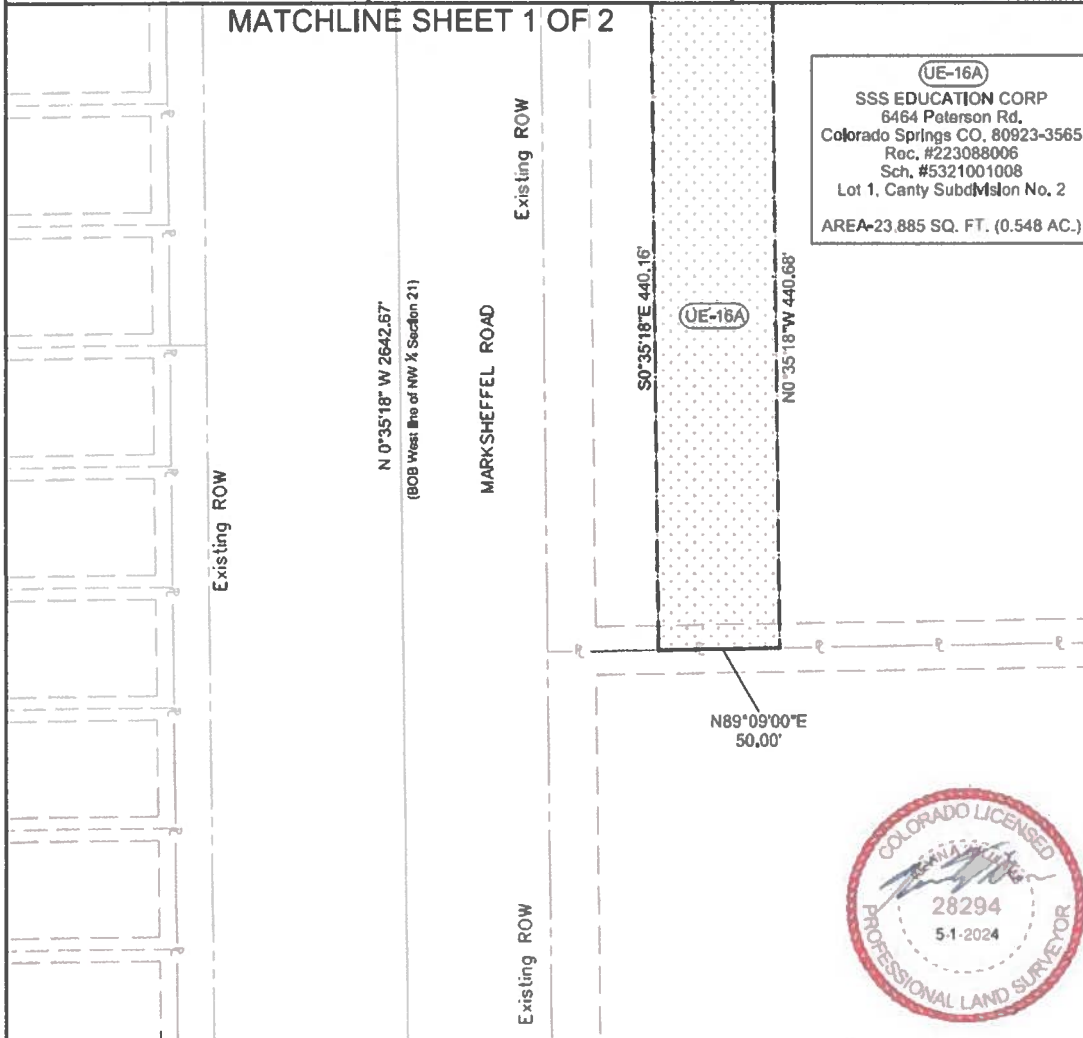 MATCHLINE SHEET 1 OF 2
UE-16A
SSS EDUCATION CORP
6464 Peterson Rd.
Colorado Springs CO. 80923-3565
Rec. #223088006
Sch. #5321001008
Lot 1, Canty Subdivision No. 2
AREA-23,885 SQ. FT. (0.548 AC.)
Existing ROW
N 0°35'18" W 2642.67'
(BOB West line of NW ¼ Section 21)
MARKSHEFFEL ROAD
Existing ROW
S0°35'18"E 440.16'
UE-16A
N0°35'18"W 440.68'
N89°09'00"E
50.00'
Existing ROW
COLORADO LICENSED
28294
5-1-2024
PROFESSIONAL LAND SURVEYOR